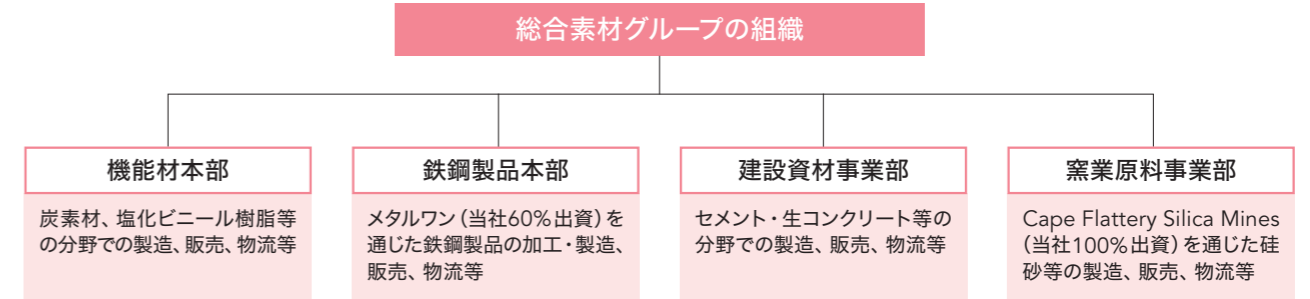 総合素材グループの組織
機能材本部
炭素材、塩化ビニール樹脂等
の分野での製造、販売、物流等
鉄鋼製品本部
メタルワン（当社60％出資）を
通じた鉄鋼製品の加工・製造、
販売、物流等
建設資材事業部
セメント・生コンクリート等の
分野での製造、販売、物流等
窯業原料事業部
Cape Flattery Silica Mines
（当社100％出資）を通じた硅
砂等の製造、販売、物流等